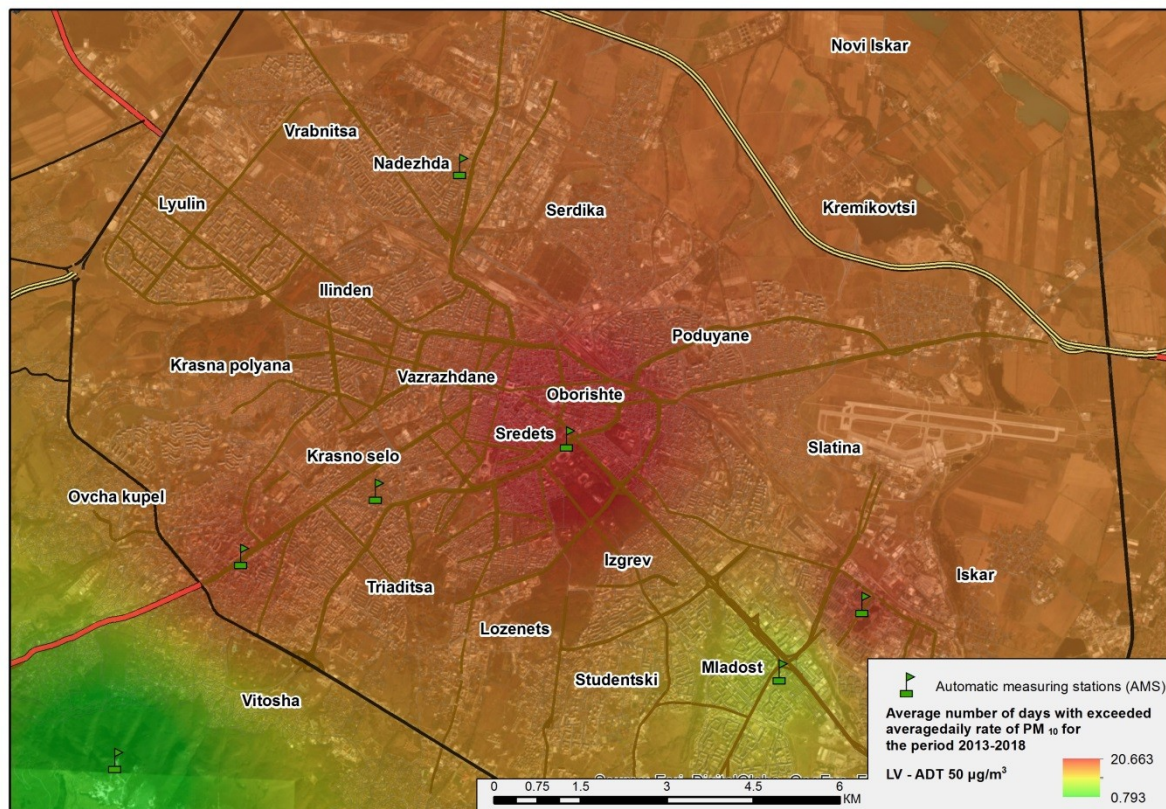 Novi Iskar
Vrabnitsa
Nadezhda
Lyulin
Serdika
Kremikovtsi
Ilinden
Poduyane
Krasna polyana
Vazrazhdane
Oborishte
Sredets
Slatina
Krasno selo
Ovcha kupel
Izgrev
Iskar
Triaditsa
Lozenets
Mladost
Studentski
Vitosha
Automatic measuring stations (AMS)
Average number of days with exceeded
averagedaily rate of PM 10 for
the period 2013-2018
LV - ADT 50 µg/m³
20.663
0.793
0 0.75 1.5 3 4.5 6
KM